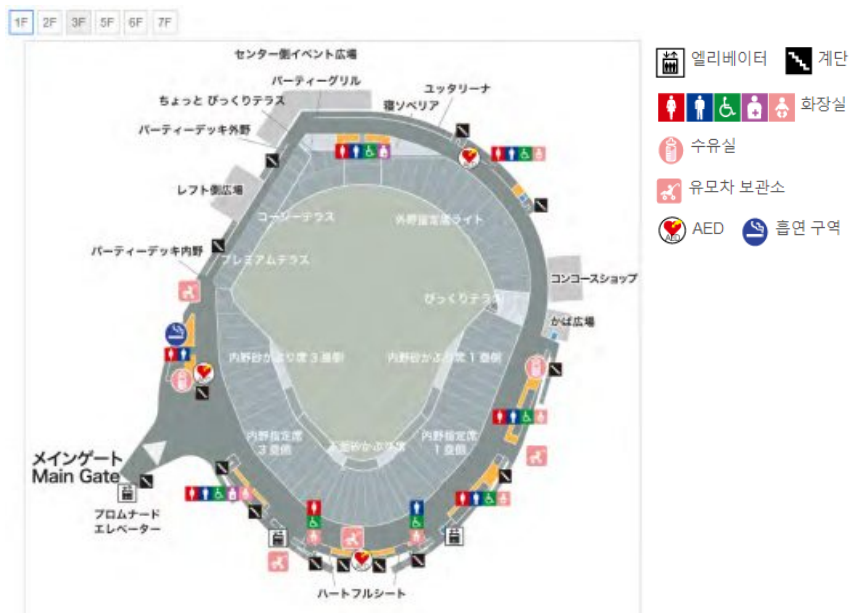 1F 2F 3F 5F 6F 7F
センター側イベント広場
パーティーグリル
ちょっと びっくりテラス
ユッタリーナ
寝ソベリア
パーティーデッキ外野
レフト側広場
コージーテラス
外野指定席ライト
パーティーデッキ内野
プレミアムテラス
コンコースショップ
びっくりテラス
かば広場
内野砂かぶり席 3 塁側
内野砂かぶり席 1 塁側
内野指定席
3 塁側
正面砂かぶり席
内野指定席
1 塁側
メインゲート
Main Gate
プロムナード
エレベーター
ハートフルシート
엘리베이터
계단
화장실
수유실
유모차 보관소
AED
흡연 구역